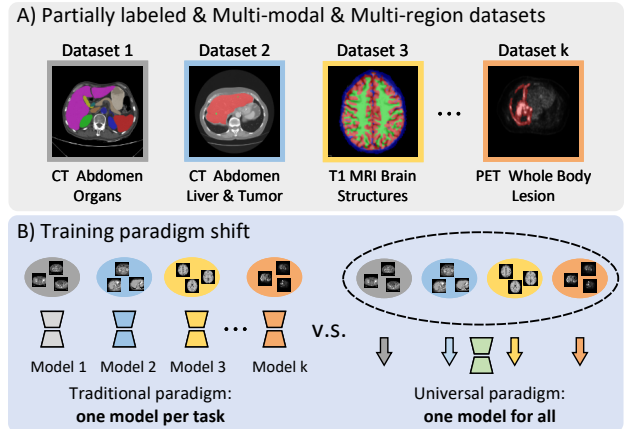 A) Partially labeled & Multi-modal & Multi-region datasets
Dataset 1 Dataset 2 Dataset 3 Dataset k
...
CT Abdomen CT Abdomen T1 MRI Brain PET Whole Body
Organs Liver & Tumor Structures Lesion
B) Training paradigm shift
... v.s.
Model 1 Model 2 Model 3 Model k
Traditional paradigm: Universal paradigm:
one model per task one model for all